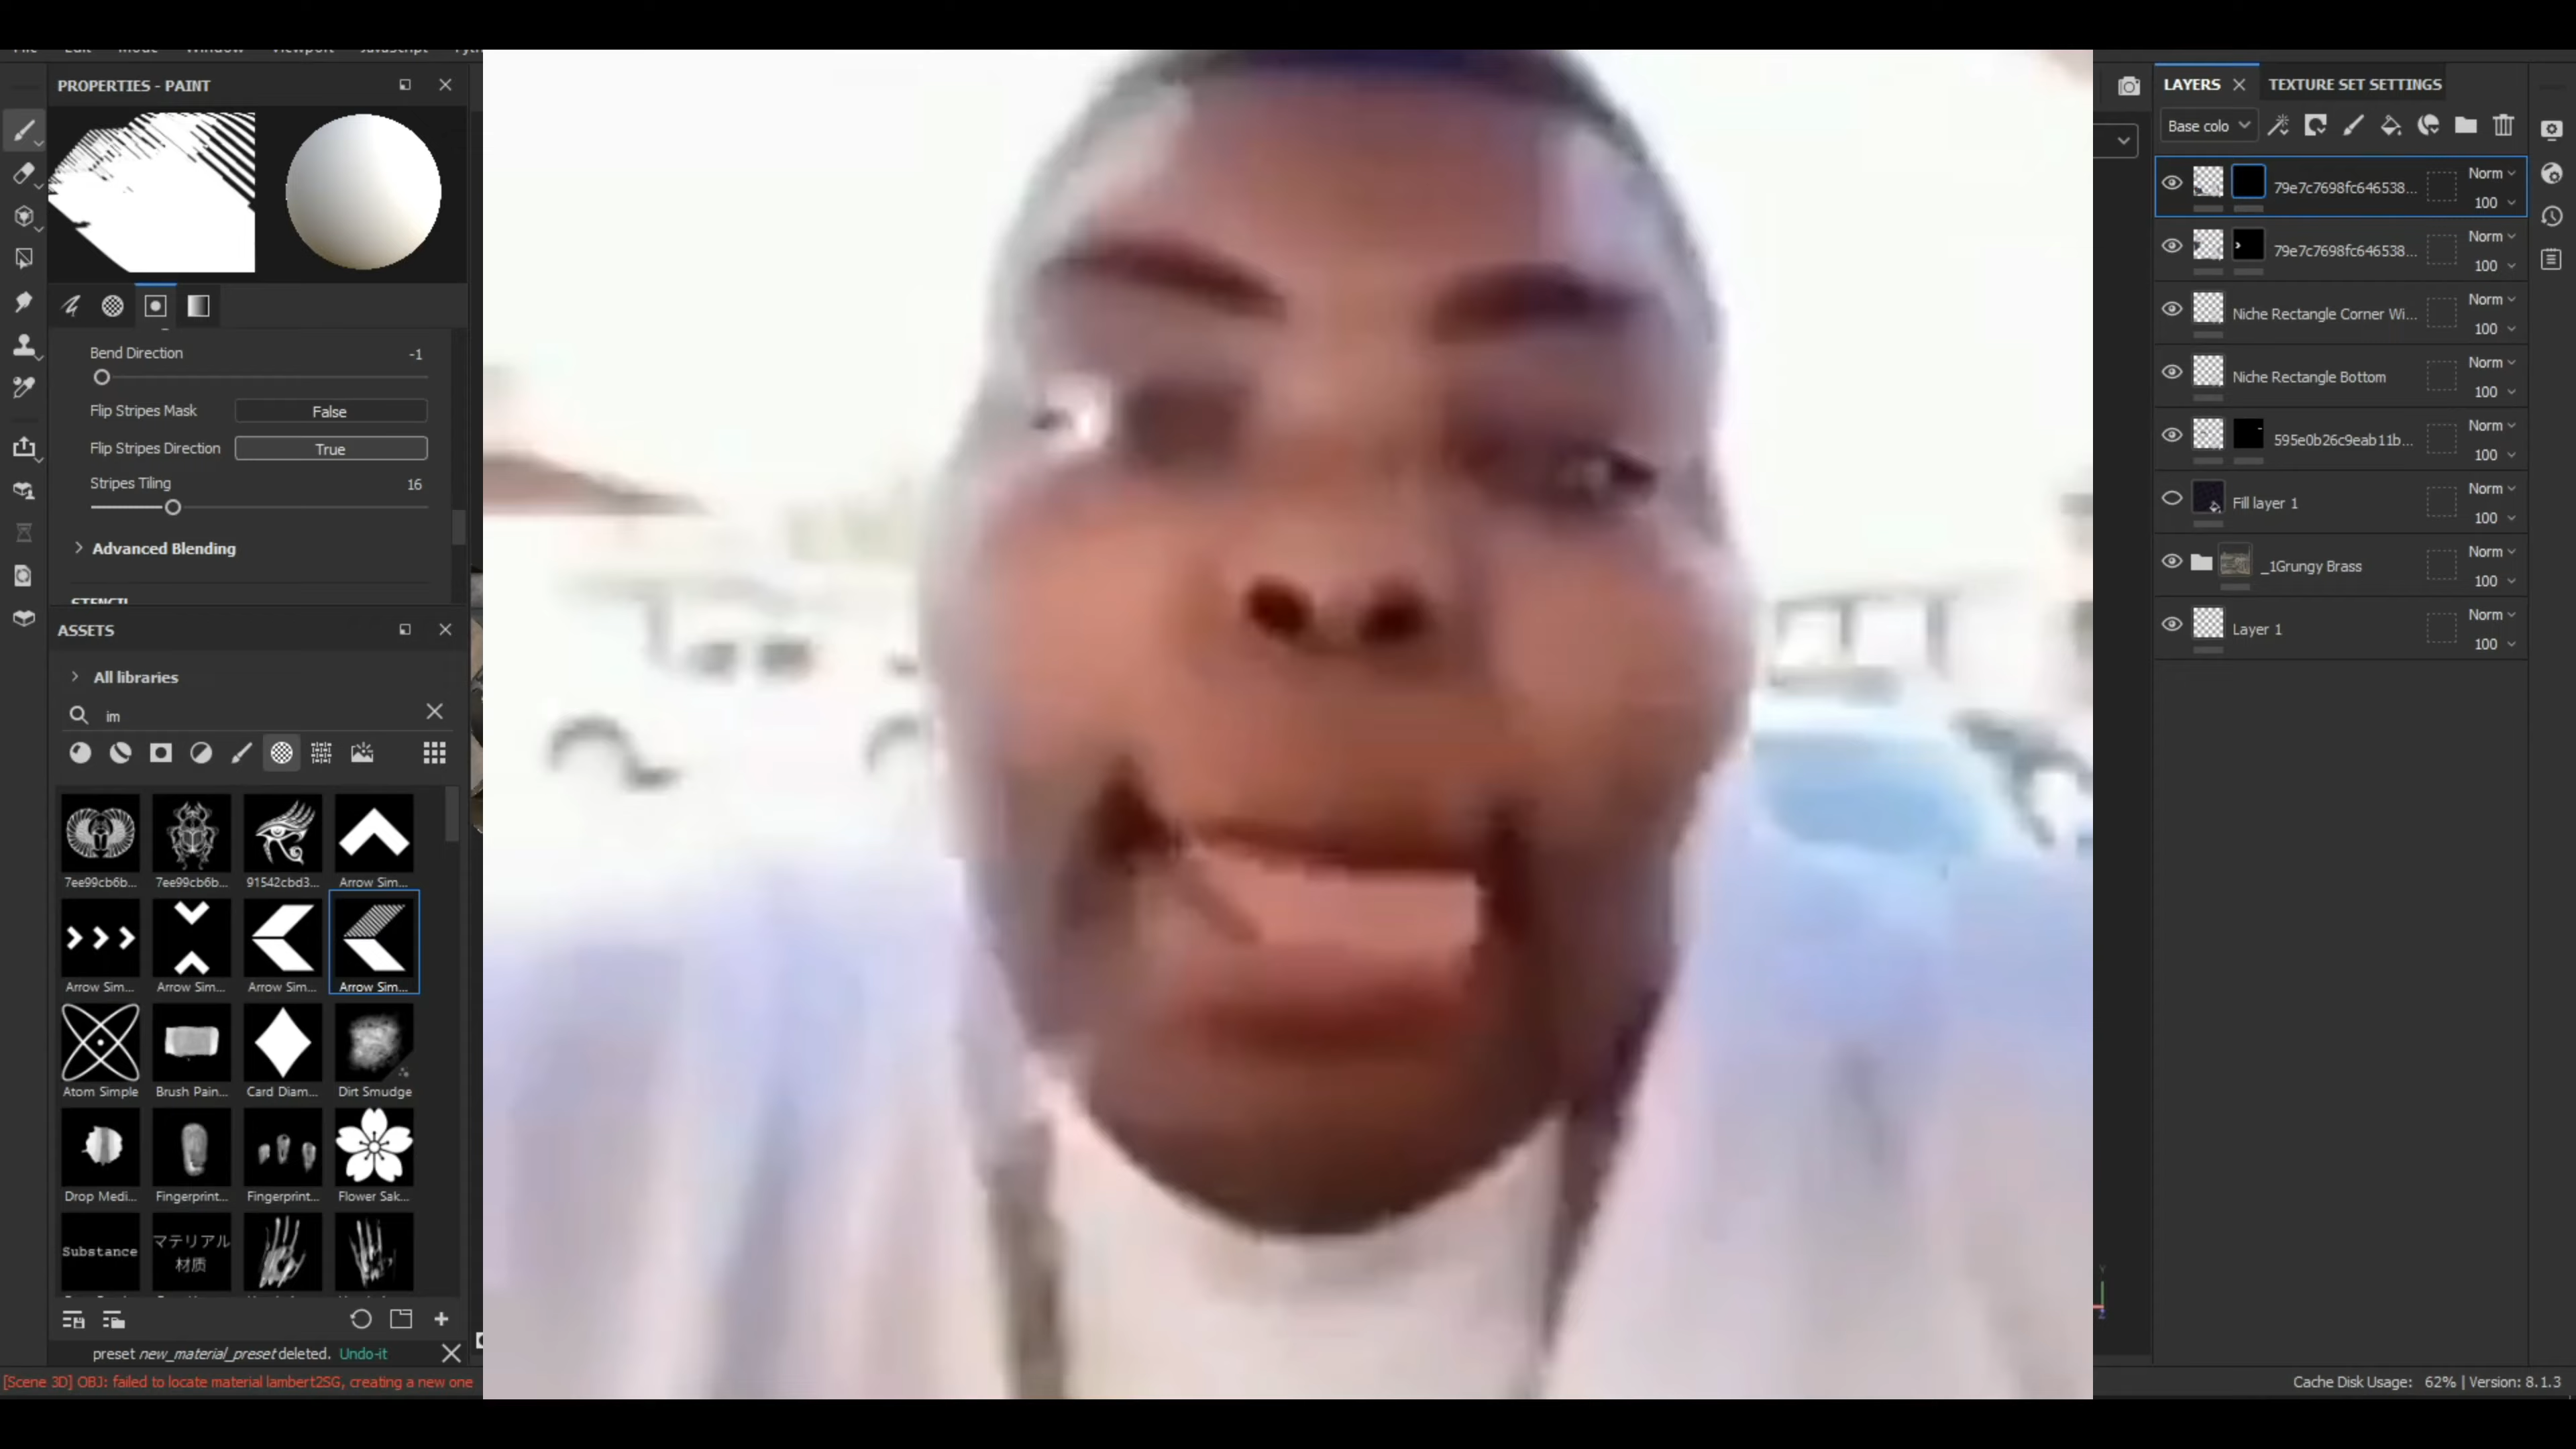 PROPERTIES - PAINT
Bend Direction -1
Flip Stripes Mask False
Flip Stripes Direction True
Stripes Tiling 16
Advanced Blending
ASSETS
All libraries
im
7ee99cb6b... 7ee99cb6b... 91542cbd3... Arrow Sim...
Arrow Sim... Arrow Sim... Arrow Sim... Arrow Sim...
Atom Simple Brush Pain... Card Diam... Dirt Smudge
Drop Medi... Fingerprint... Fingerprint... Flower Sak...
Substance マテリアル
材质
preset new_material_preset deleted. Undo-it
[Scene 3D] OBJ: failed to locate material lambert2SG, creating a new one
LAYERS TEXTURE SET SETTINGS
Base colo
79e7c7698fc646538... Norm
100
79e7c7698fc646538... Norm
100
Niche Rectangle Corner Wi... Norm
100
Niche Rectangle Bottom Norm
100
595e0b26c9eab11b... Norm
100
Fill layer 1 Norm
100
_1Grungy Brass Norm
100
Layer 1 Norm
100
Y
Cache Disk Usage: 62% | Version: 8.1.3